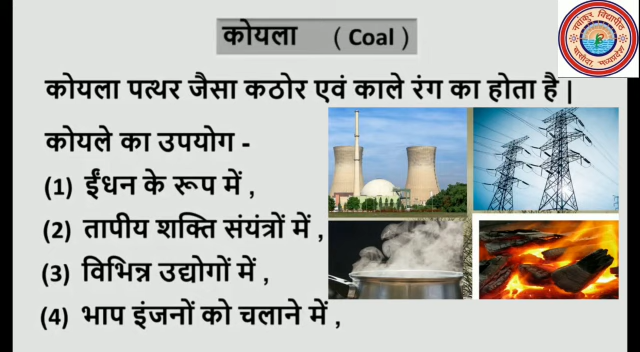 कोयला ( Coal )
कोयला पत्थर जैसा कठोर एवं काले रंग का होता है |
कोयले का उपयोग -
(1) ईंधन के रूप में ,
(2) तापीय शक्ति संयंत्रों में ,
(3) विभिन्न उद्योगों में ,
(4) भाप इंजनों को चलाने में ,